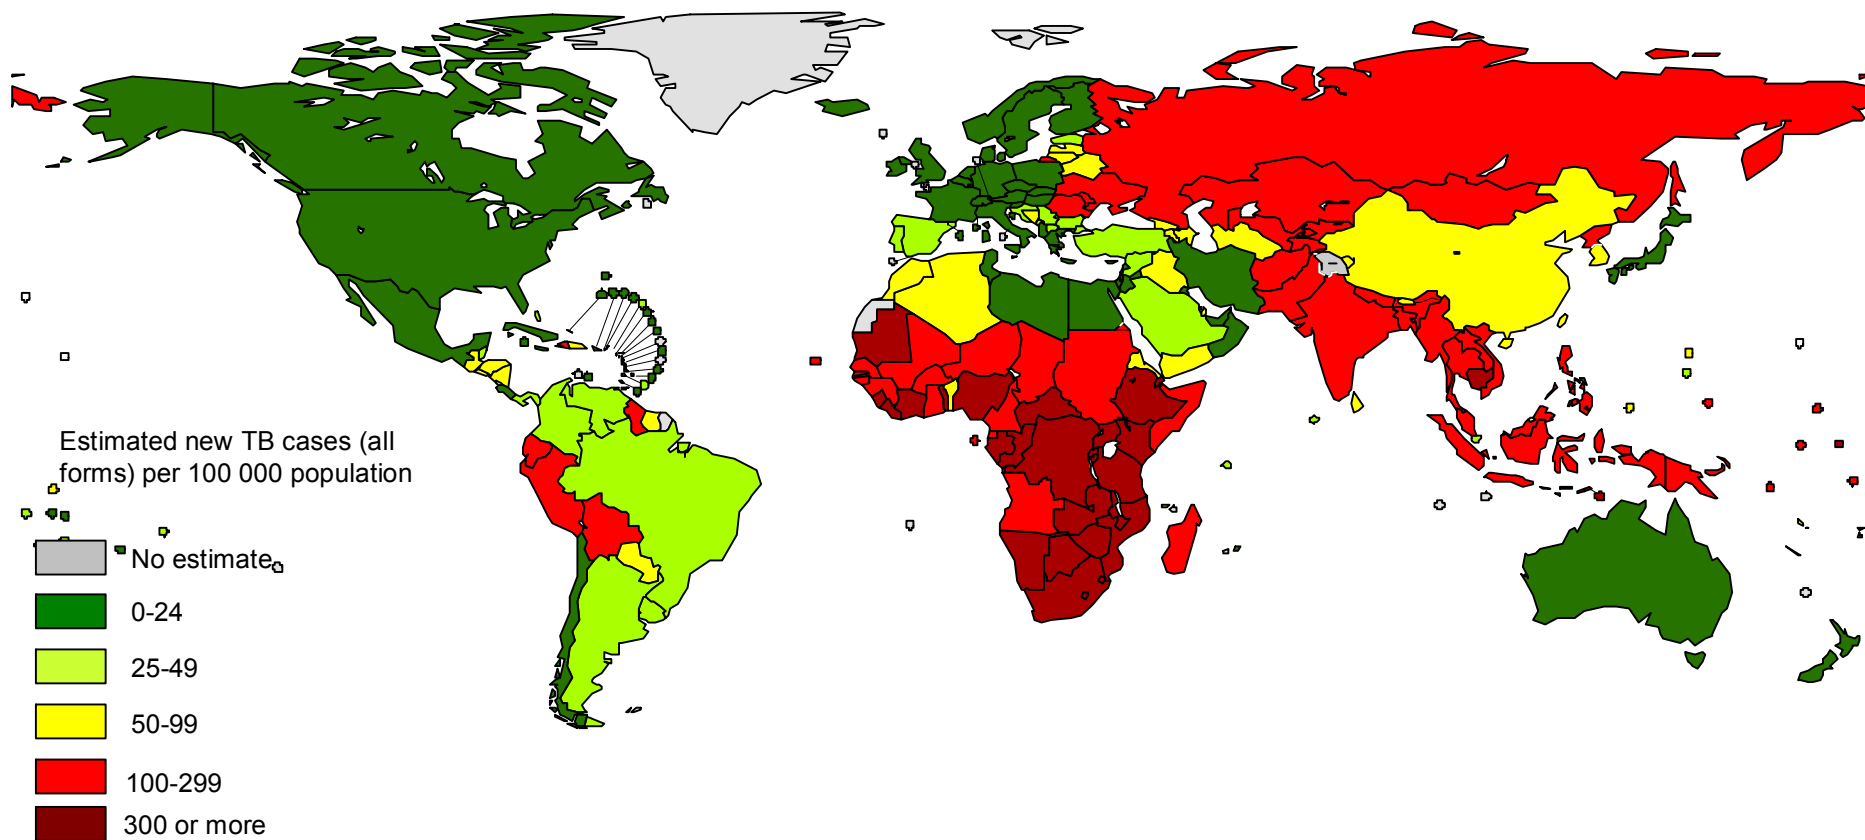 Estimated new TB cases (all
forms) per 100 000 population
No estimate
0-24
25-49
50-99
100-299
300 or more